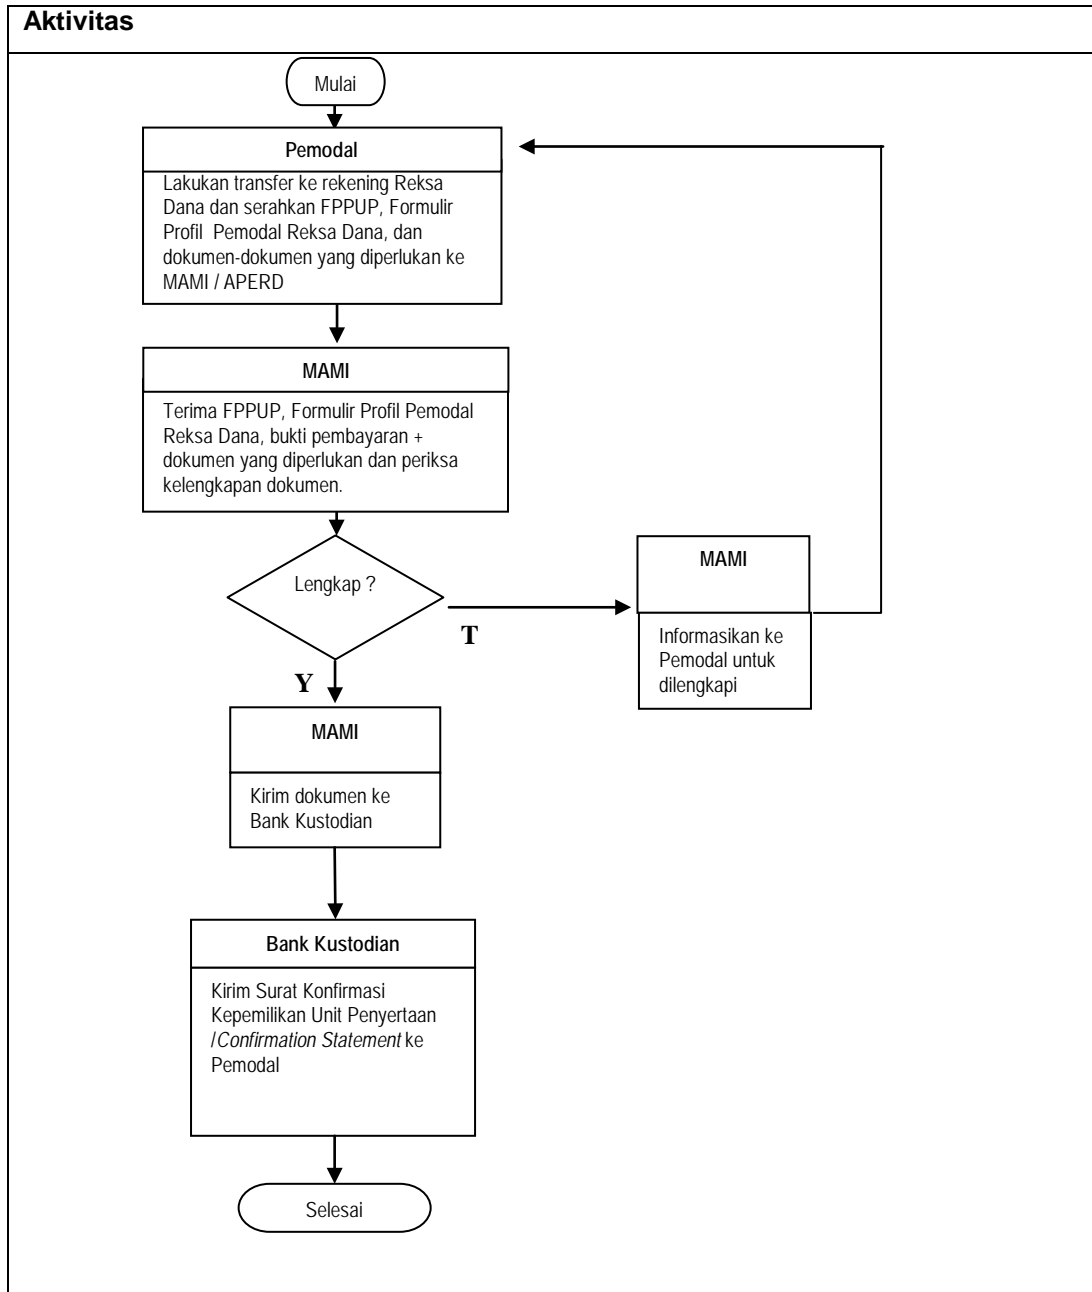 Aktivitas
Mulai
Pemodal
Lakukan transfer ke rekening Reksa
Dana dan serahkan FPPUP, Formulir
Profil Pemodal Reksa Dana, dan
dokumen-dokumen yang diperlukan ke
MAMI / APERD
MAMI
Terima FPPUP, Formulir Profil Pemodal
Reksa Dana, bukti pembayaran +
dokumen yang diperlukan dan periksa
kelengkapan dokumen.
Lengkap ?
T
MAMI
Informasikan ke
Pemodal untuk
dilengkapi
Y
MAMI
Kirim dokumen ke
Bank Kustodian
Bank Kustodian
Kirim Surat Konfirmasi
Kepemilikan Unit Penyertaan
/Confirmation Statement ke
Pemodal
Selesai